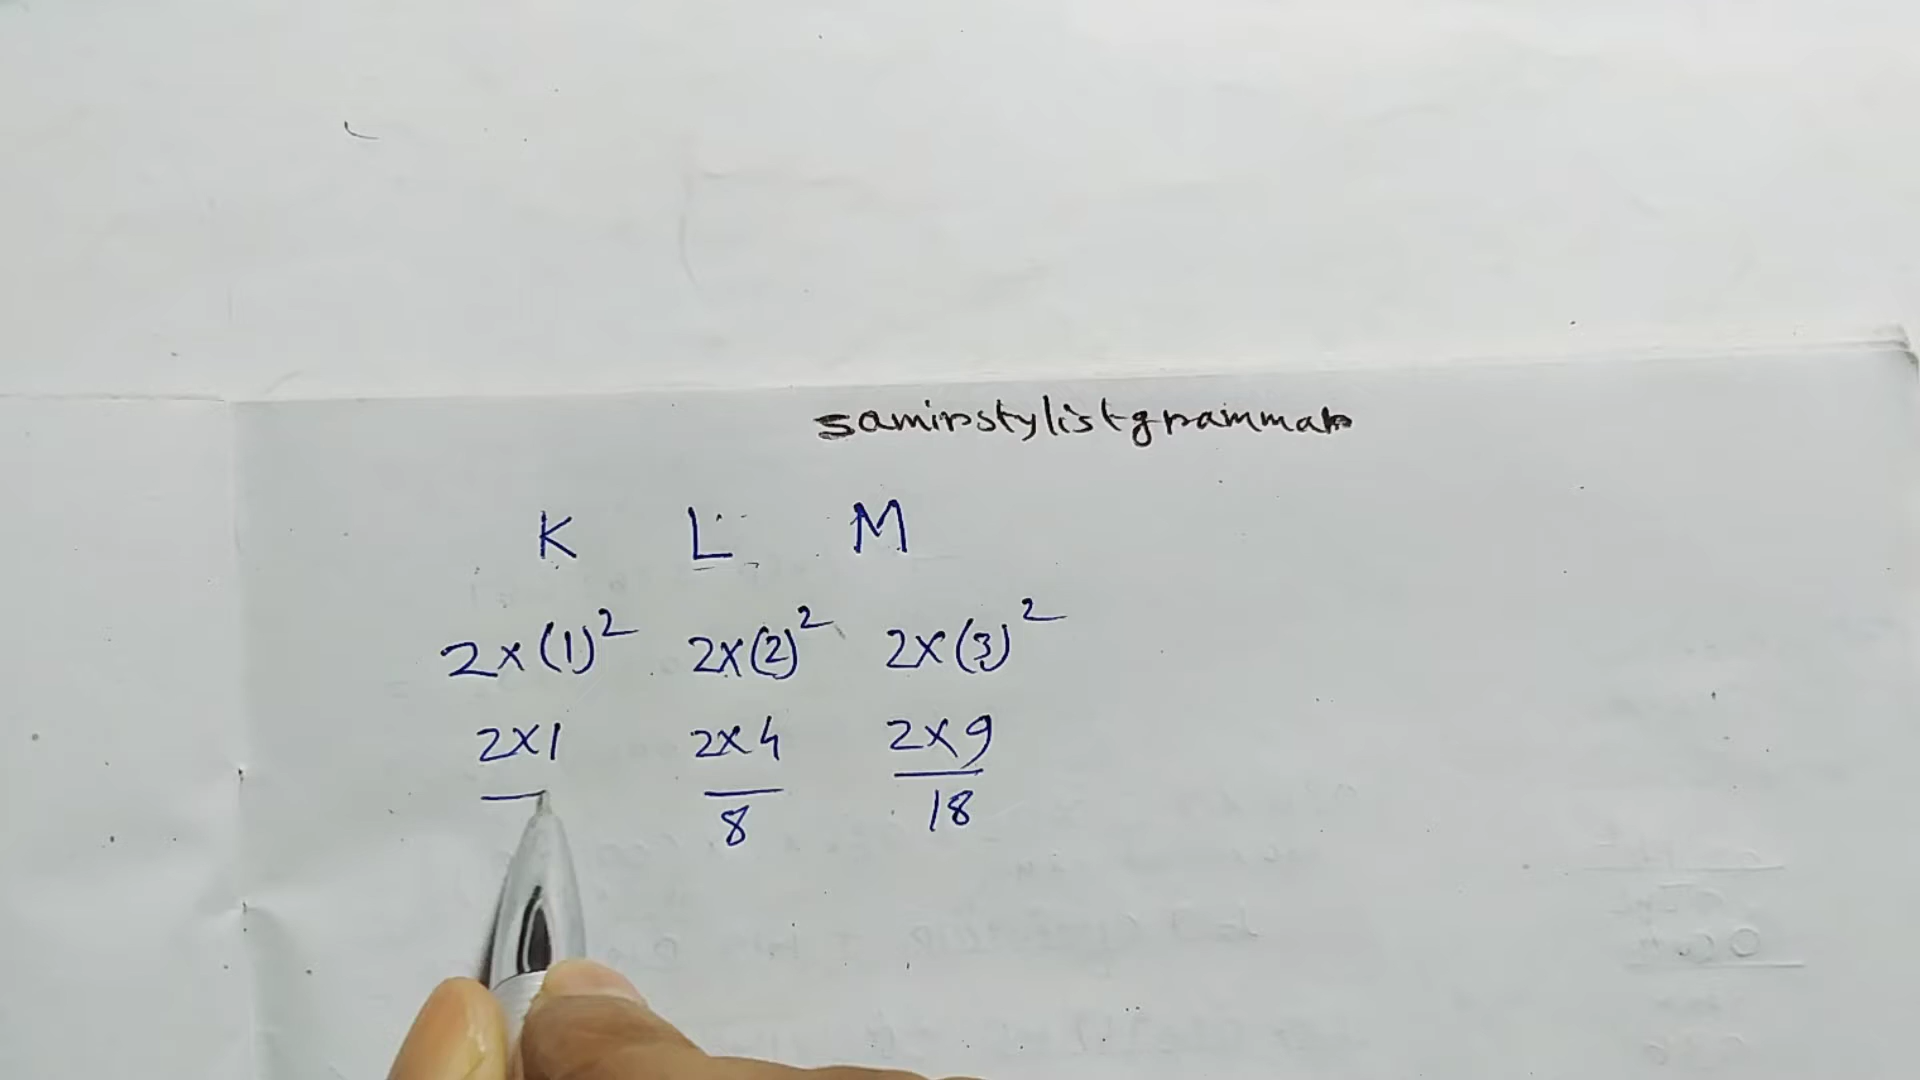 samirstylistgrammar
K L M
2×(1)² 2×(2)² 2×(3)²
2×1 2×4 2×9
8 18